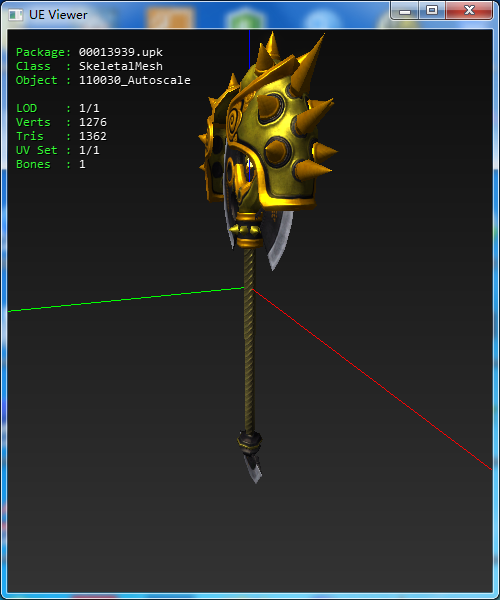 UE Viewer
Package: 00013939.upk
Class  : SkeletalMesh
Object : 110030_Autoscale
LOD    : 1/1
Verts  : 1276
Tris   : 1362
UV Set : 1/1
Bones  : 1